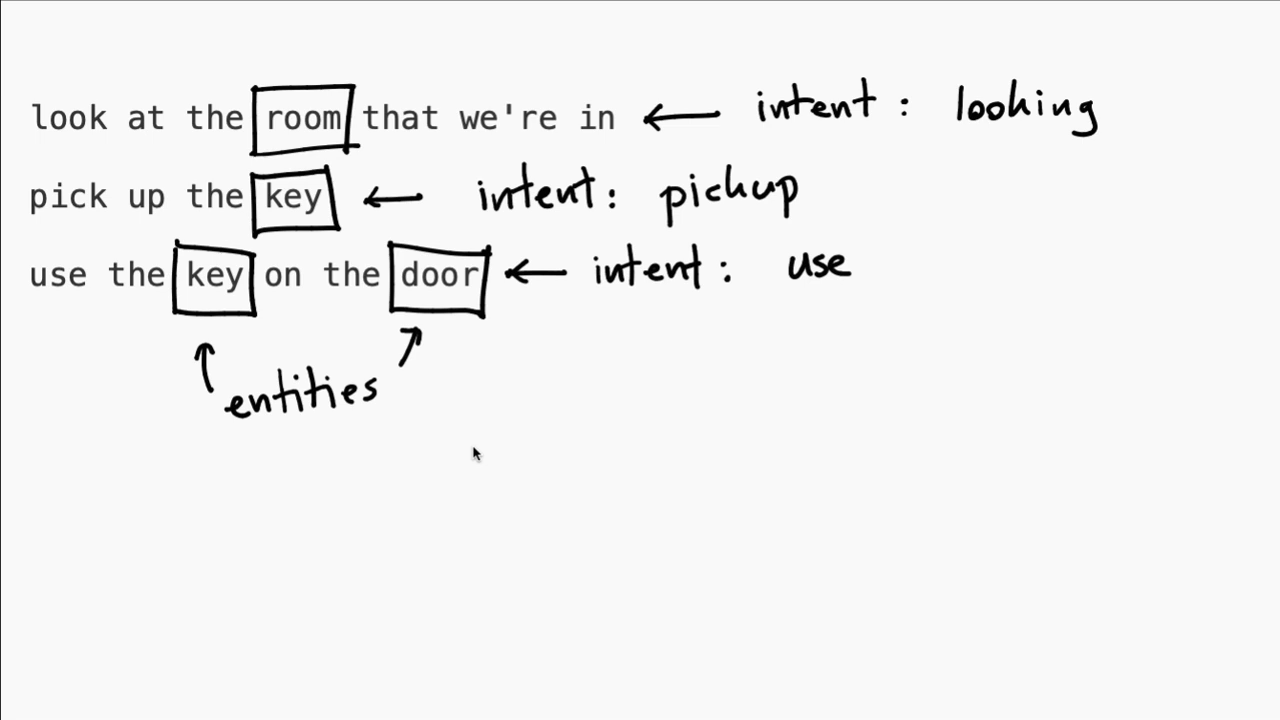 look at the room that we're in ← intent : looking
pick up the key ← intent : pickup
use the key on the door ← intent : use
entities